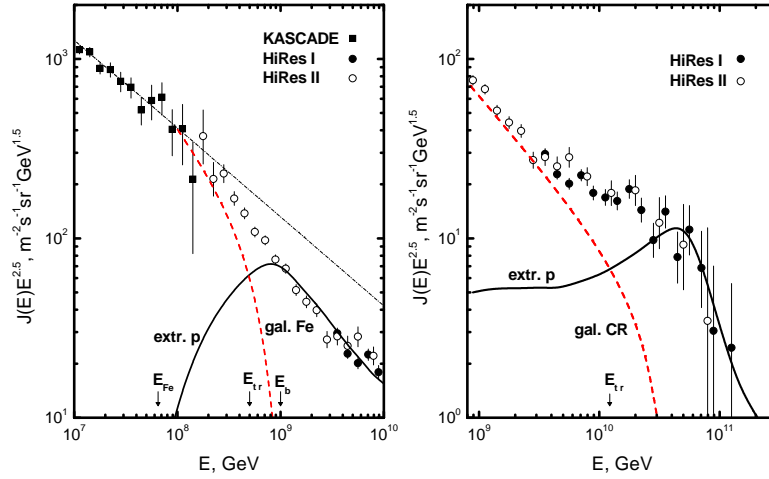 KASCADE
HiRes I
HiRes II
J(E)E^2.5, m^-2s^-1sr^-1GeV^1.5
10^3
10^2
10^1
extr. p
gal. Fe
E_Fe
E_tr
E_b
10^7
10^8
10^9
10^10
E, GeV
HiRes I
HiRes II
J(E)E^2.5, m^-2s^-1sr^-1GeV^1.5
10^2
10^1
10^0
extr. p
gal. CR
E_tr
10^9
10^10
10^11
E, GeV